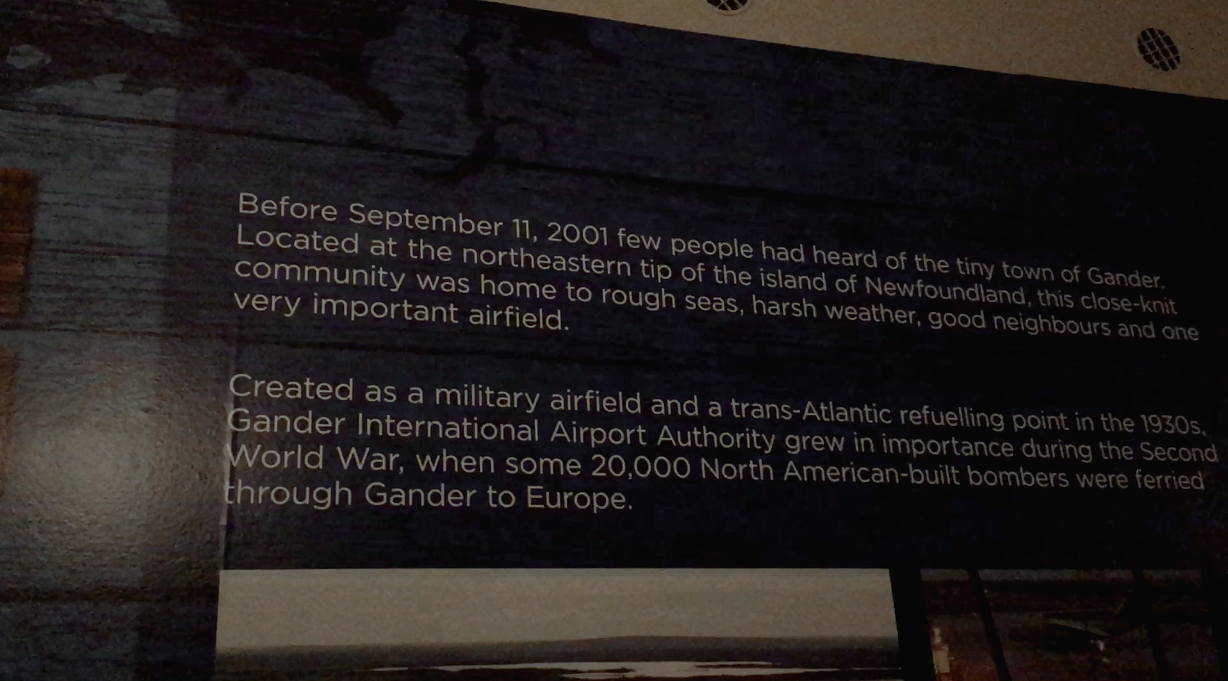 Before September 11, 2001 few people had heard of the tiny town of Gander.
Located at the northeastern tip of the island of Newfoundland, this close-knit
community was home to rough seas, harsh weather, good neighbours and one
very important airfield.
Created as a military airfield and a trans-Atlantic refuelling point in the 1930s,
Gander International Airport Authority grew in importance during the Second
World War, when some 20,000 North American-built bombers were ferried
through Gander to Europe.